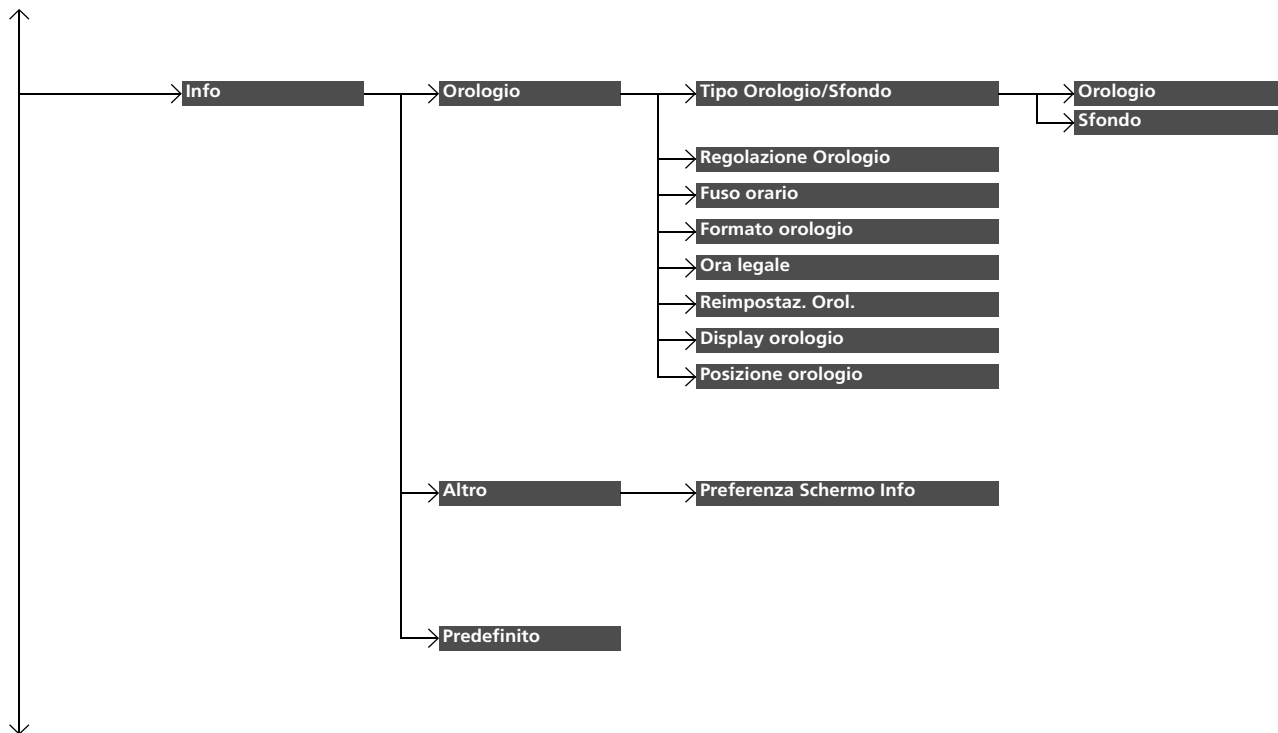 Info
Orologio
Tipo Orologio/Sfondo
Orologio
Sfondo
Regolazione Orologio
Fuso orario
Formato orologio
Ora legale
Reimpostaz. Orol.
Display orologio
Posizione orologio
Altro
Preferenza Schermo Info
Predefinito